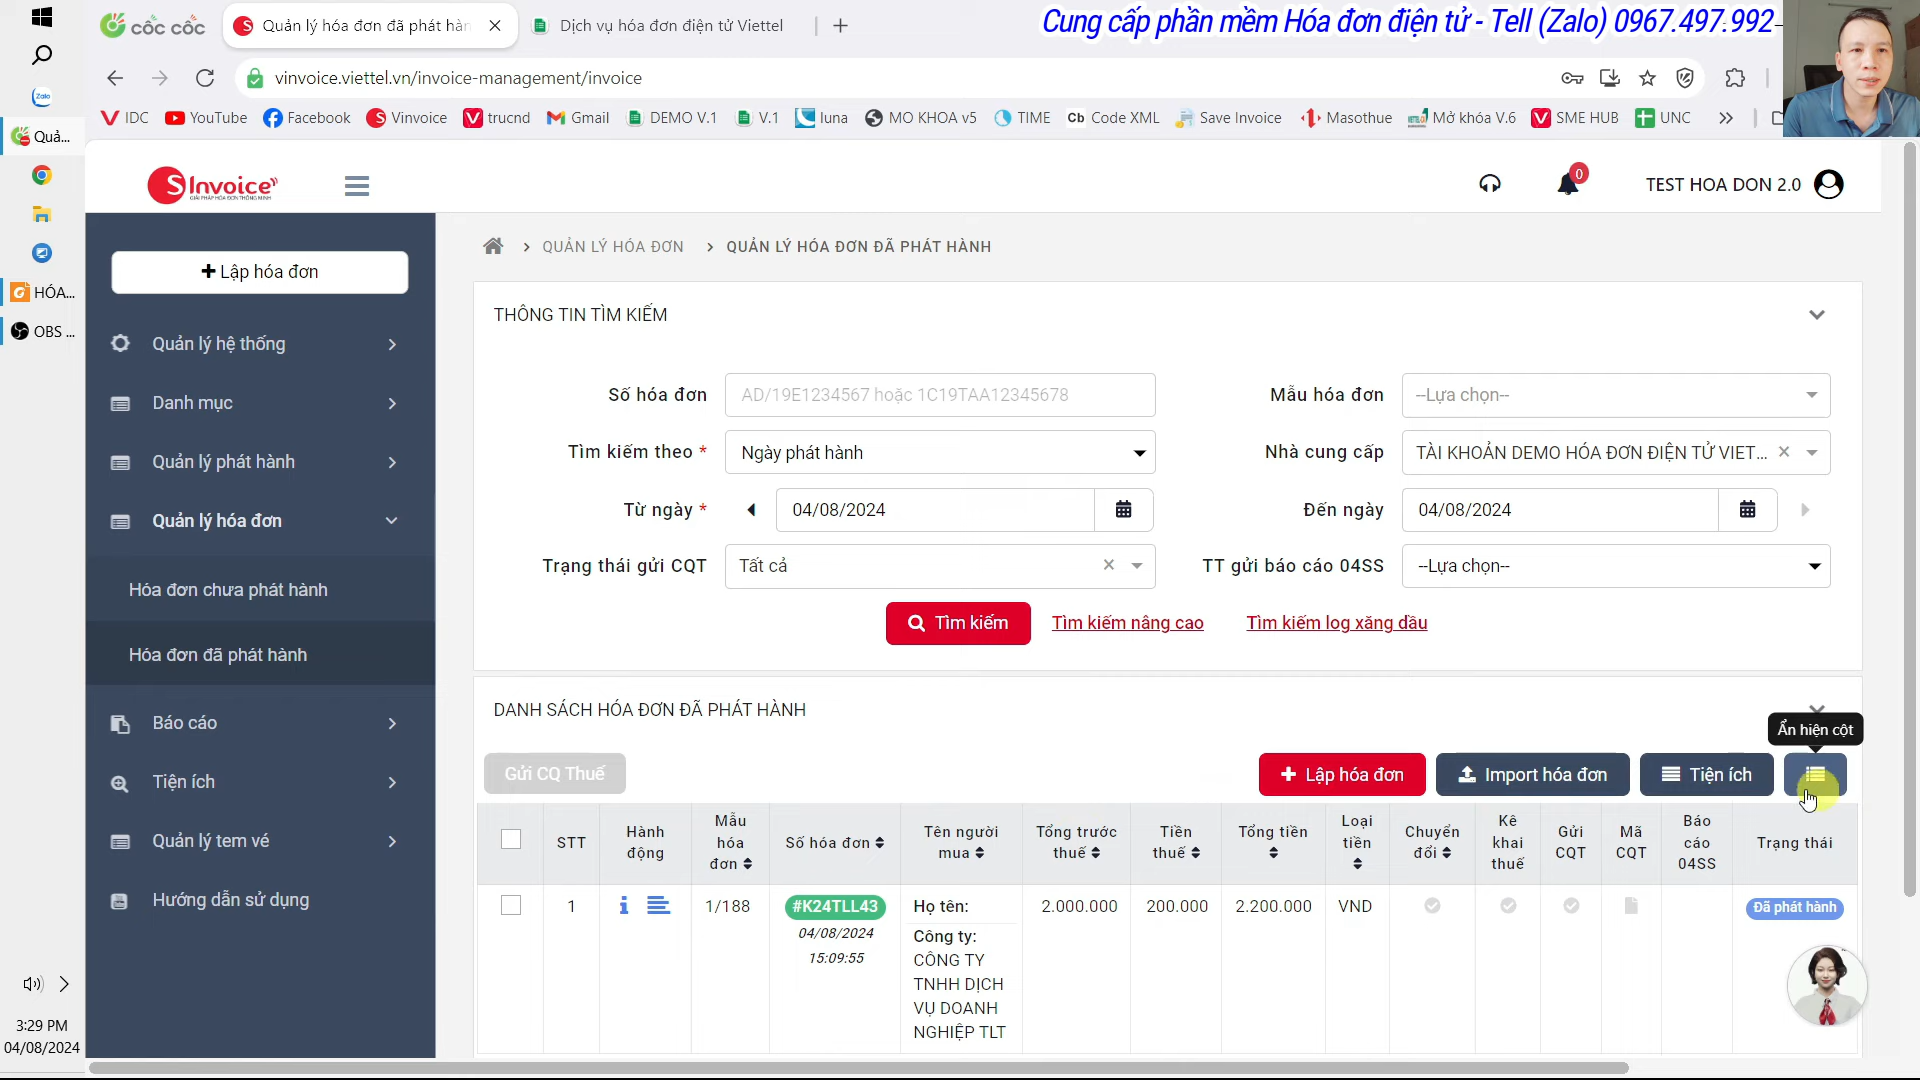 cốc cốc
Quản lý hóa đơn đã phát hàn
Dịch vụ hóa đơn điện tử Viettel
Cung cấp phần mềm Hóa đơn điện tử - Tell (Zalo) 0967.497.992
vinvoice.viettel.vn/invoice-management/invoice
IDC
YouTube
Facebook
Vinvoice
trucnd
Gmail
DEMO V.1
V.1
luna
MO KHOA v5
TIME
Cb Code XML
Save Invoice
Masothue
Mở khóa V.6
SME HUB
UNC
Zalo
Quả...
HÓA...
OBS ...
3:29 PM
04/08/2024
SInvoice
GIẢI PHÁP HÓA ĐƠN THÔNG MINH
0
TEST HOA DON 2.0
Lập hóa đơn
Quản lý hệ thống
Danh mục
Quản lý phát hành
Quản lý hóa đơn
Hóa đơn chưa phát hành
Hóa đơn đã phát hành
Báo cáo
Tiện ích
Quản lý tem vé
Hướng dẫn sử dụng
QUẢN LÝ HÓA ĐƠN
QUẢN LÝ HÓA ĐƠN ĐÃ PHÁT HÀNH
THÔNG TIN TÌM KIẾM
Số hóa đơn
AD/19E1234567 hoặc 1C19TAA12345678
Mẫu hóa đơn
--Lựa chọn--
Tìm kiếm theo *
Ngày phát hành
Nhà cung cấp
TÀI KHOẢN DEMO HÓA ĐƠN ĐIỆN TỬ VIET...
Từ ngày *
04/08/2024
Đến ngày
04/08/2024
Trạng thái gửi CQT
Tất cả
TT gửi báo cáo 04SS
--Lựa chọn--
Tìm kiếm
Tìm kiếm nâng cao
Tìm kiếm log xăng dầu
DANH SÁCH HÓA ĐƠN ĐÃ PHÁT HÀNH
Ẩn hiện cột
Gửi CQ Thuế
Lập hóa đơn
Import hóa đơn
Tiện ích
STT
Hành
động
Mẫu
hóa
đơn
Số hóa đơn
Tên người
mua
Tổng trước
thuế
Tiền
thuế
Tổng tiền
Loại
tiền
Chuyển
đổi
Kê
khai
thuế
Gửi
CQT
Mã
CQT
Báo
cáo
04SS
Trạng thái
1
1/188
#K24TLL43
04/08/2024
15:09:55
Họ tên:
Công ty:
CÔNG TY
TNHH DỊCH
VỤ DOANH
NGHIỆP TLT
2.000.000
200.000
2.200.000
VND
Đã phát hành